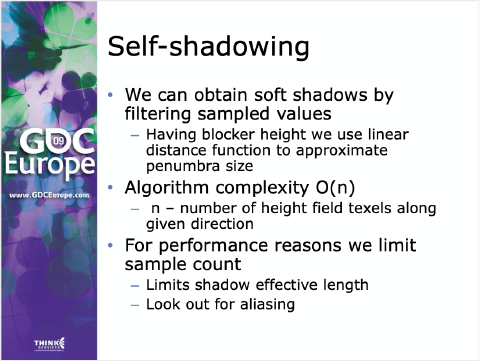 Self-shadowing
• We can obtain soft shadows by
filtering sampled values
– Having blocker height we use linear
distance function to approximate
penumbra size
• Algorithm complexity O(n)
– n – number of height field texels along
given direction
• For performance reasons we limit
sample count
– Limits shadow effective length
– Look out for aliasing
GDC
09
Europe
www.GDCEurope.com
THINK
SERVICES